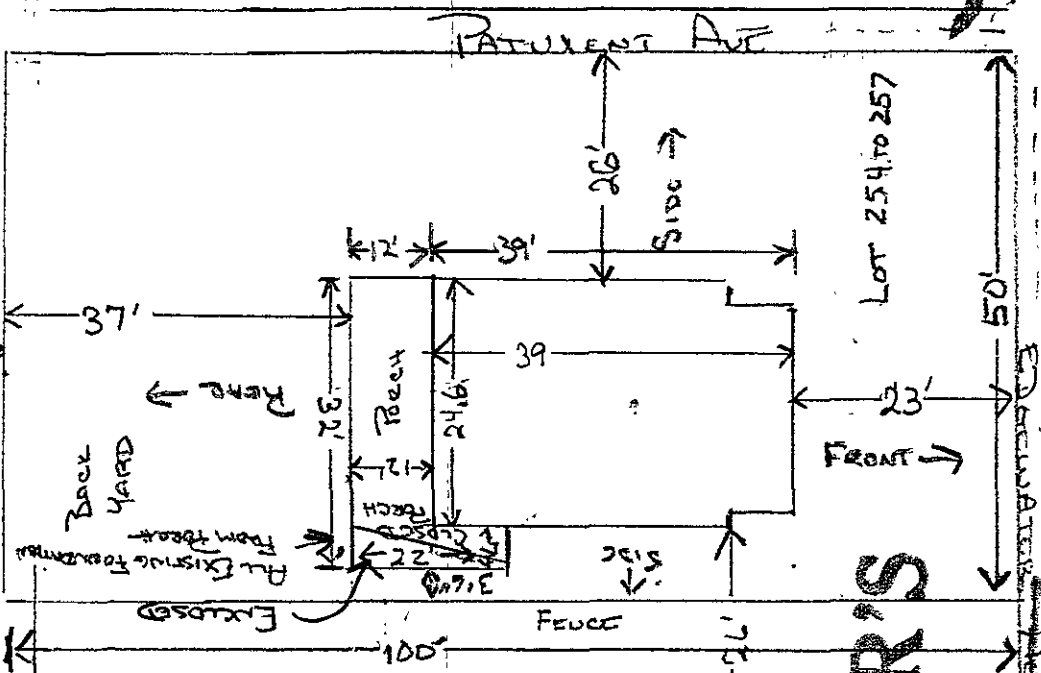 PATUXENT AVE
26'
SIDE →
LOT 254 TO 257
50'
12'
39'
37'
← REAR
32'
PORCH
24'6"
39
23'
FRONT →
BACK
YARD
12'
ENCLOSED
PORCH
ALL EXISTING FOUNDATION
FROM PORCH
22'
SIDE
ENCLOSED
FENCE
100'
R'S